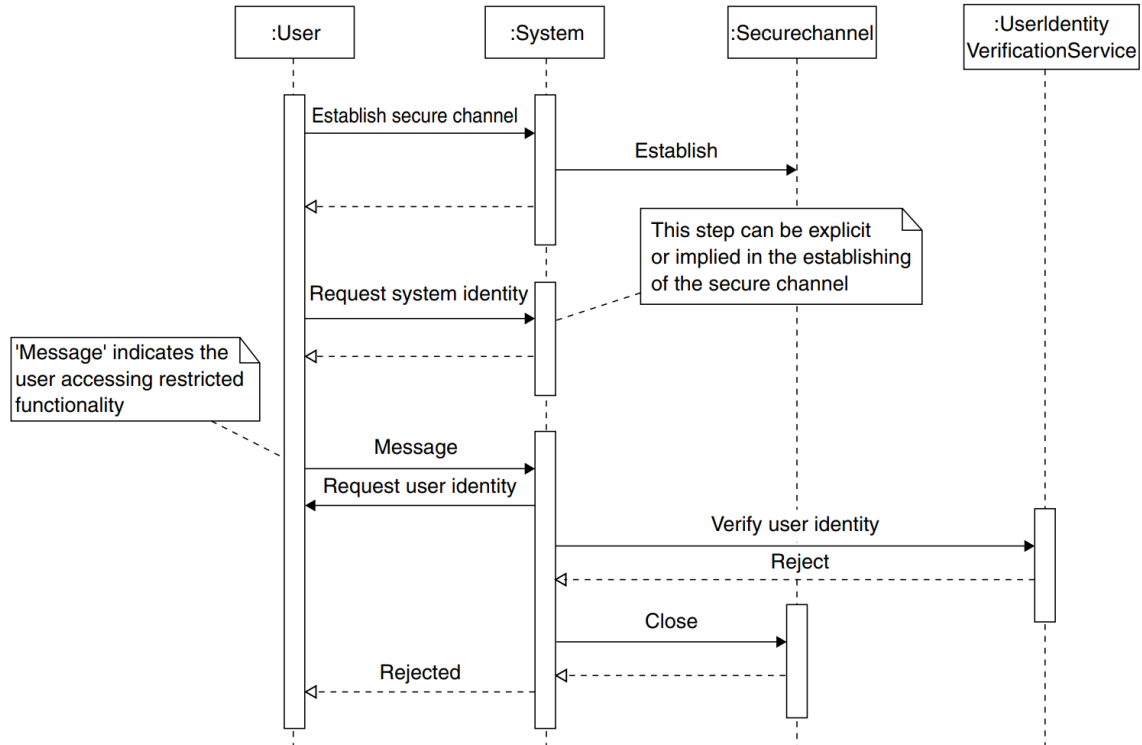 :User
:System
:Securechannel
:UserIdentity
VerificationService
Establish secure channel
Establish
This step can be explicit
or implied in the establishing
of the secure channel
Request system identity
'Message' indicates the
user accessing restricted
functionality
Message
Request user identity
Verify user identity
Reject
Close
Rejected